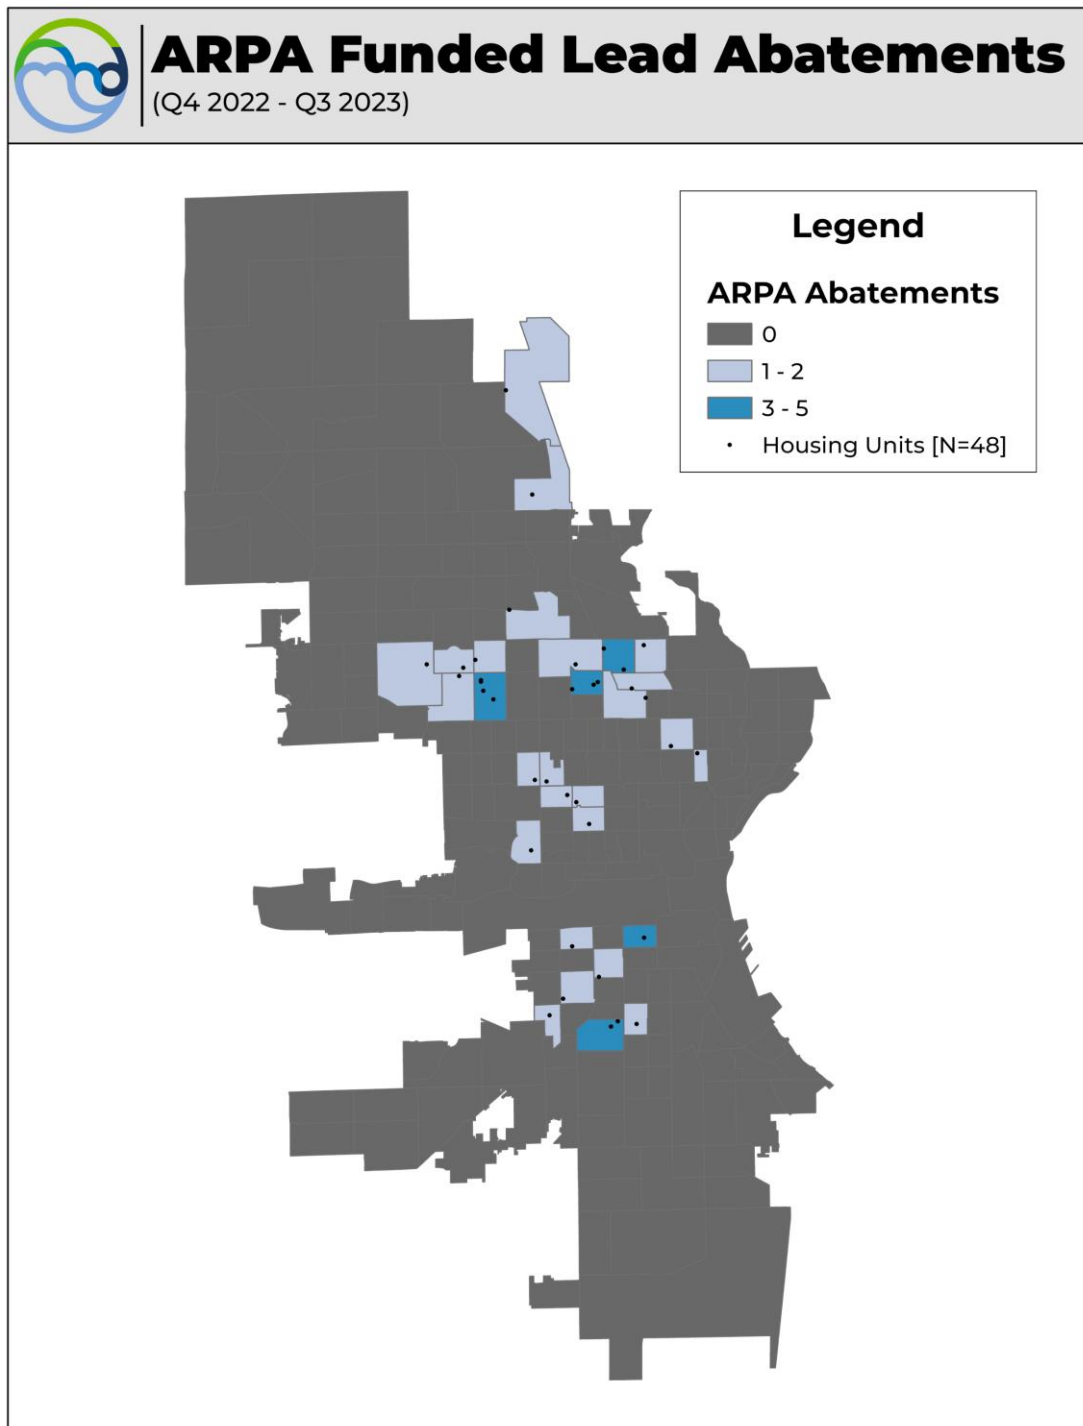 mhd
ARPA Funded Lead Abatements
(Q4 2022 - Q3 2023)
Legend
ARPA Abatements
0
1 - 2
3 - 5
Housing Units [N=48]